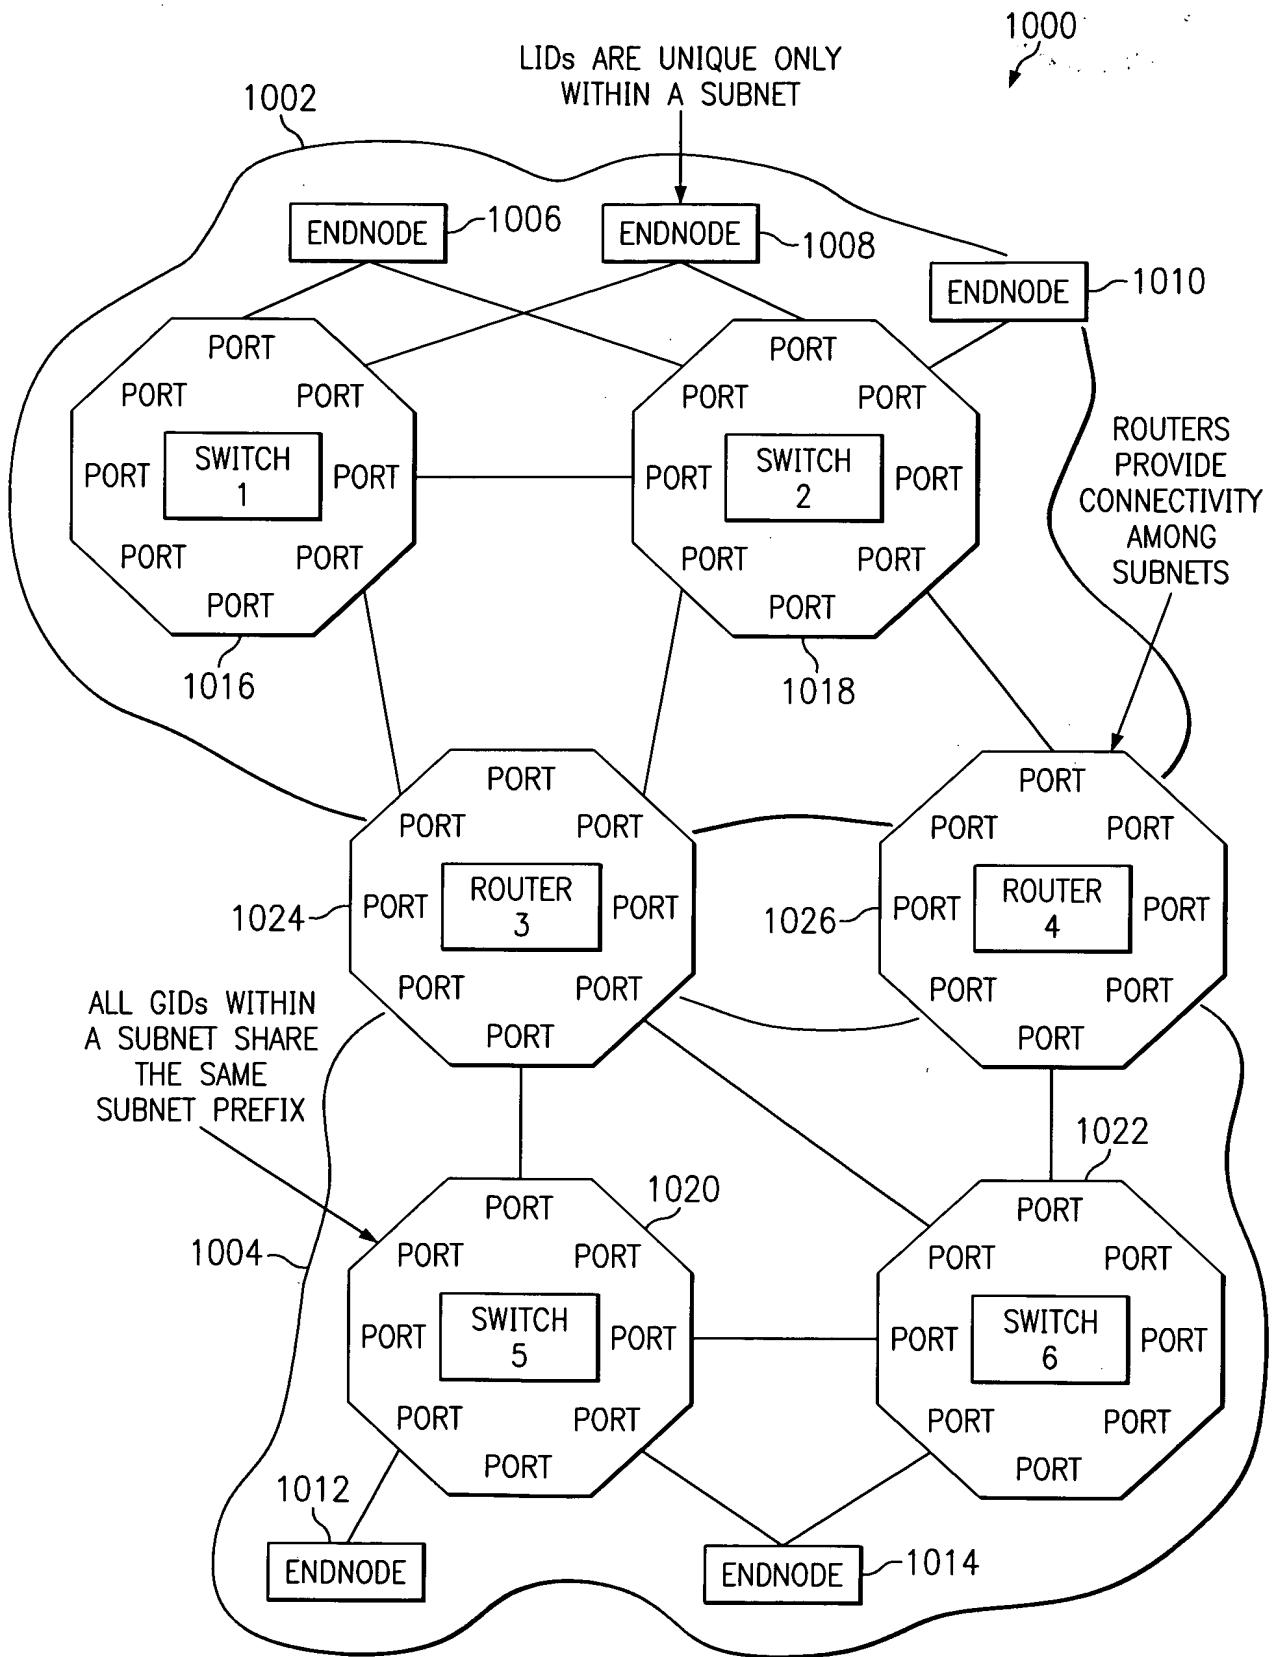 1000
LIDs ARE UNIQUE ONLY
WITHIN A SUBNET
1002
ENDNODE
1006
ENDNODE
1008
ENDNODE
1010
PORT
PORT
PORT
PORT
SWITCH
1
PORT
PORT
PORT
PORT
1016
PORT
PORT
PORT
PORT
SWITCH
2
PORT
PORT
PORT
PORT
1018
ROUTERS
PROVIDE
CONNECTIVITY
AMONG
SUBNETS
PORT
PORT
PORT
1024
PORT
ROUTER
3
PORT
PORT
PORT
PORT
PORT
PORT
PORT
1026
PORT
ROUTER
4
PORT
PORT
PORT
PORT
ALL GIDs WITHIN
A SUBNET SHARE
THE SAME
SUBNET PREFIX
1004
1020
PORT
PORT
PORT
PORT
SWITCH
5
PORT
PORT
PORT
PORT
1022
PORT
PORT
PORT
PORT
SWITCH
6
PORT
PORT
PORT
PORT
1012
ENDNODE
ENDNODE
1014